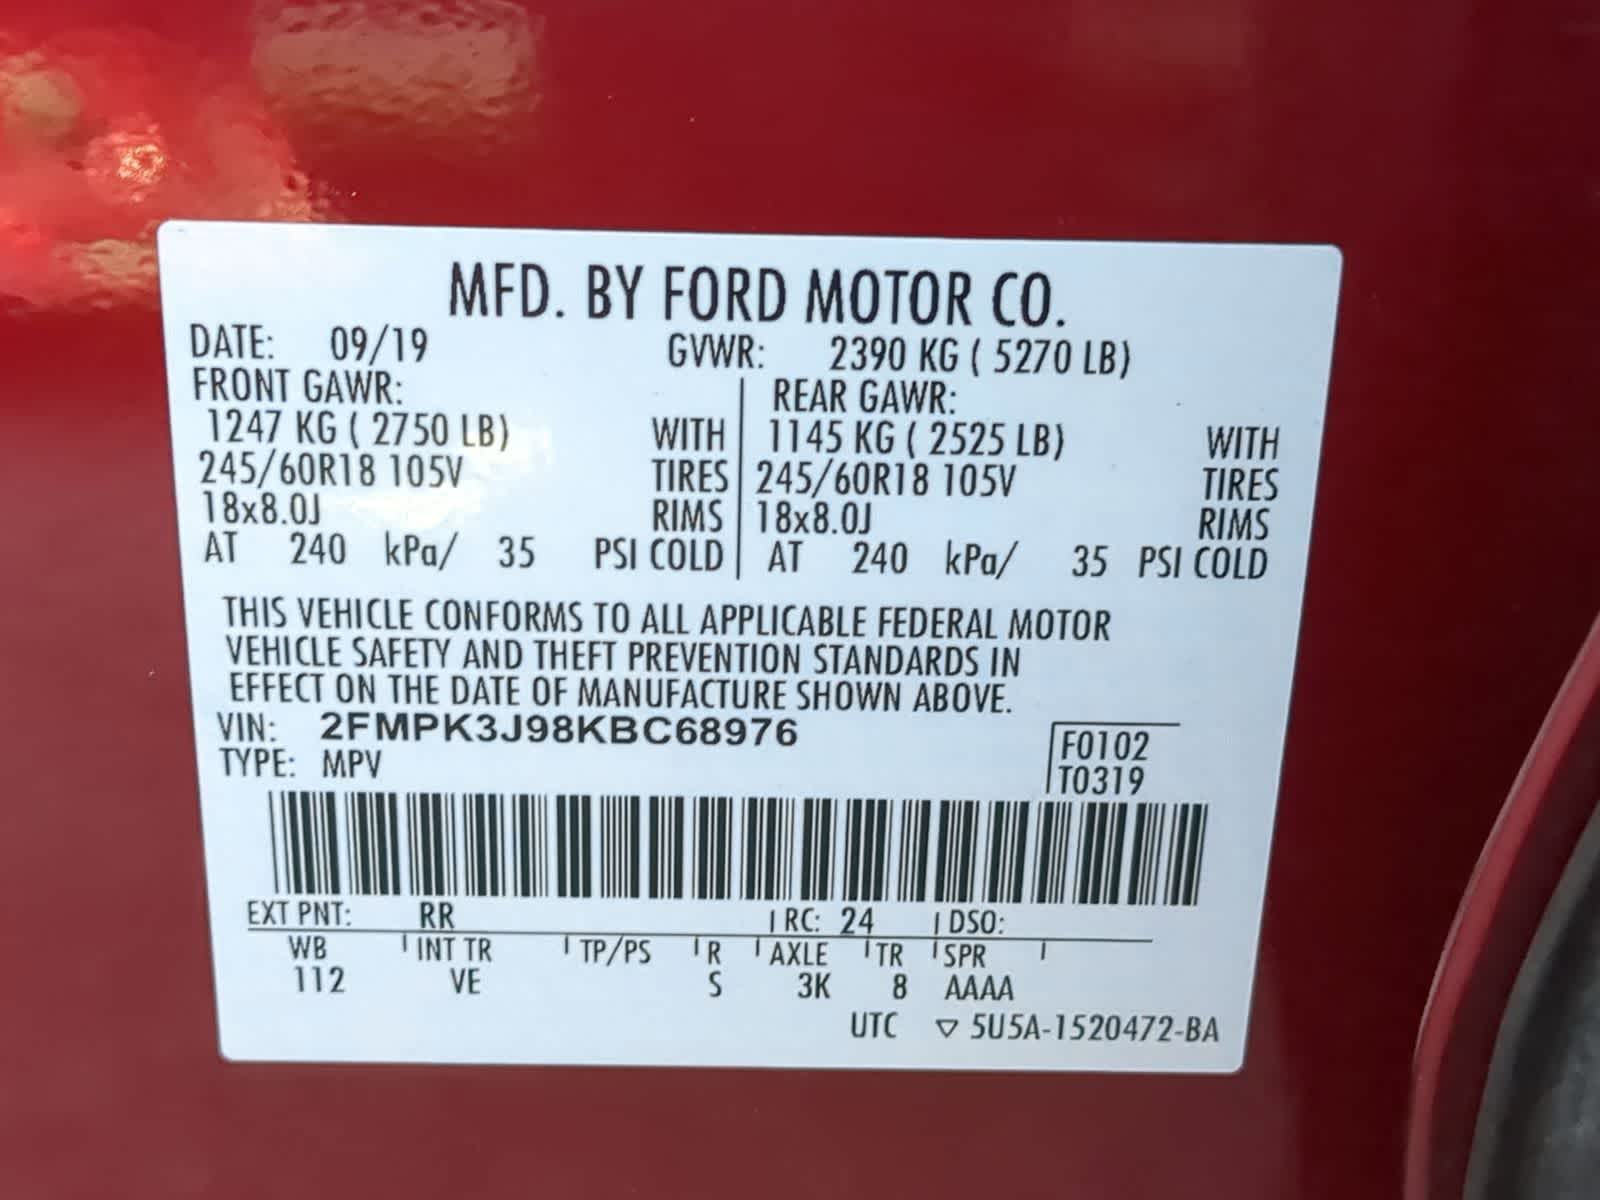 MFD. BY FORD MOTOR CO.
DATE: 09/19 GVWR: 2390 KG ( 5270 LB)
FRONT GAWR: REAR GAWR:
1247 KG ( 2750 LB) WITH 1145 KG ( 2525 LB) WITH
245/60R18 105V TIRES 245/60R18 105V TIRES
18x8.0J RIMS 18x8.0J RIMS
AT 240 kPa/ 35 PSI COLD AT 240 kPa/ 35 PSI COLD
THIS VEHICLE CONFORMS TO ALL APPLICABLE FEDERAL MOTOR
VEHICLE SAFETY AND THEFT PREVENTION STANDARDS IN
EFFECT ON THE DATE OF MANUFACTURE SHOWN ABOVE.
VIN: 2FMPK3J98KBC68976 F0102
TYPE: MPV T0319
EXT PNT: RR RC: 24 DSO:
WB INT TR TP/PS R AXLE TR SPR
112 VE S 3K 8 AAAA
UTC ▽ 5U5A-1520472-BA